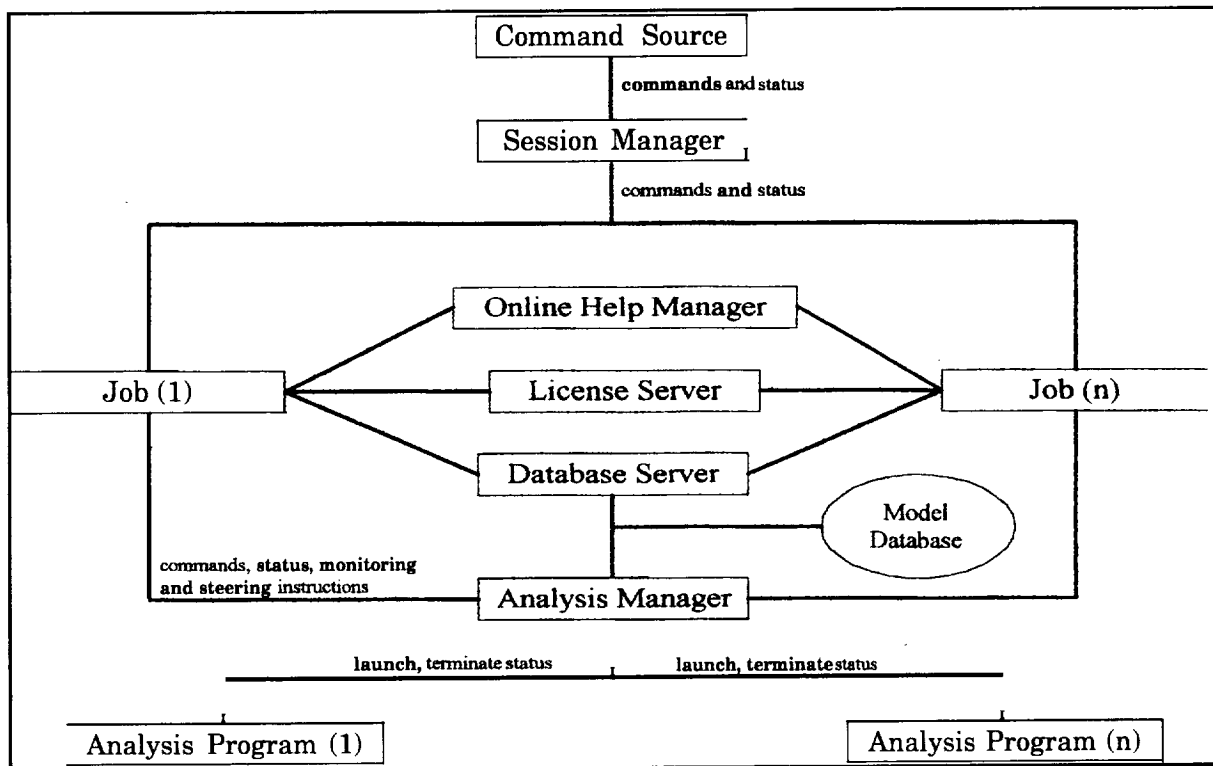 Command Source
commands and status
Session Manager
commands and status
Online Help Manager
Job (1)
License Server
Job (n)
Database Server
Model
Database
commands, status, monitoring
and steering instructions
Analysis Manager
launch, terminate status
launch, terminate status
Analysis Program (1)
Analysis Program (n)